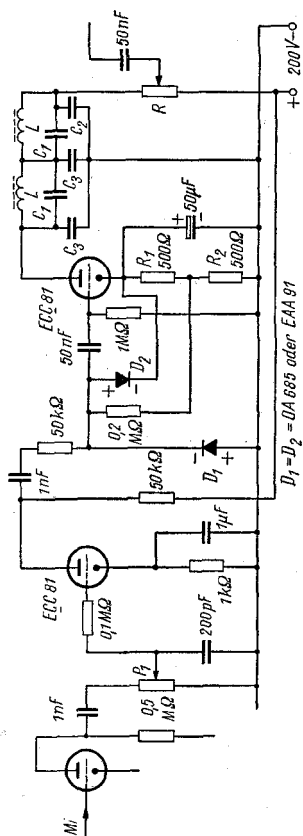 Mi
1nF
P₁
0,5
MΩ
200pF
0,1MΩ
ECC 81
1kΩ
1µF
1nF
50kΩ
50kΩ
D₁
+
-
0,2
MΩ
+
-
D₂
50nF
1MΩ
ECC 81
R₁
500Ω
R₂
500Ω
+
-
50µF
L
C₁
C₃
L
C₁
C₃
C₂
R
50nF
+
200V
-
D₁ = D₂ = OA 685 oder EAA 91